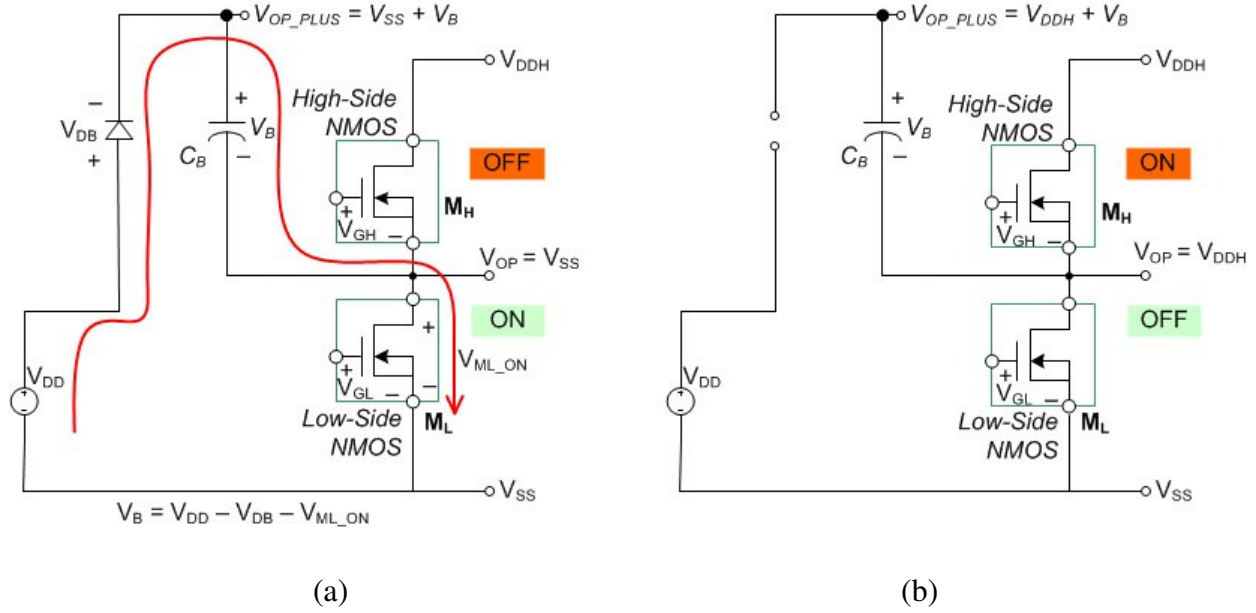 V_OP_PLUS = V_SS + V_B
V_DDH
High-Side
NMOS
–
V_DB
+
+
V_B
C_B
–
OFF
+
V_GH
–
M_H
V_OP = V_SS
ON
+
V_ML_ON
–
+
V_GL
–
V_DD
+
-
Low-Side
NMOS
M_L
V_SS
V_B = V_DD – V_DB – V_ML_ON
(a)
V_OP_PLUS = V_DDH + V_B
V_DDH
High-Side
NMOS
+
V_B
C_B
–
ON
+
V_GH
–
M_H
V_OP = V_DDH
OFF
+
V_GL
–
V_DD
+
-
Low-Side
NMOS
M_L
V_SS
(b)